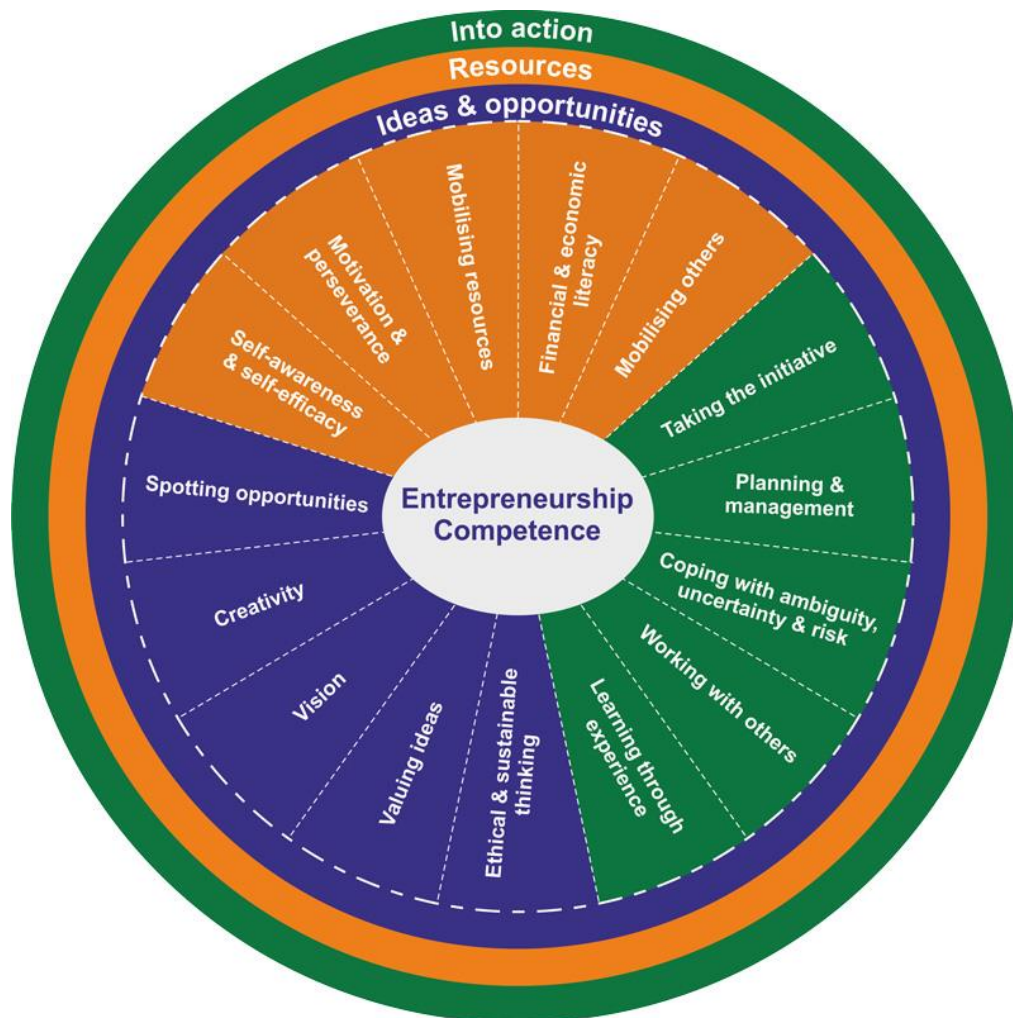 Into action
Resources
Ideas & opportunities
Self-awareness
& self-efficacy
Motivation &
perseverance
Mobilising resources
Financial & economic
literacy
Mobilising others
Taking the initiative
Planning &
management
Coping with ambiguity,
uncertainty & risk
Working with others
Learning through
experience
Ethical & sustainable
thinking
Valuing ideas
Vision
Creativity
Spotting opportunities
Entrepreneurship
Competence